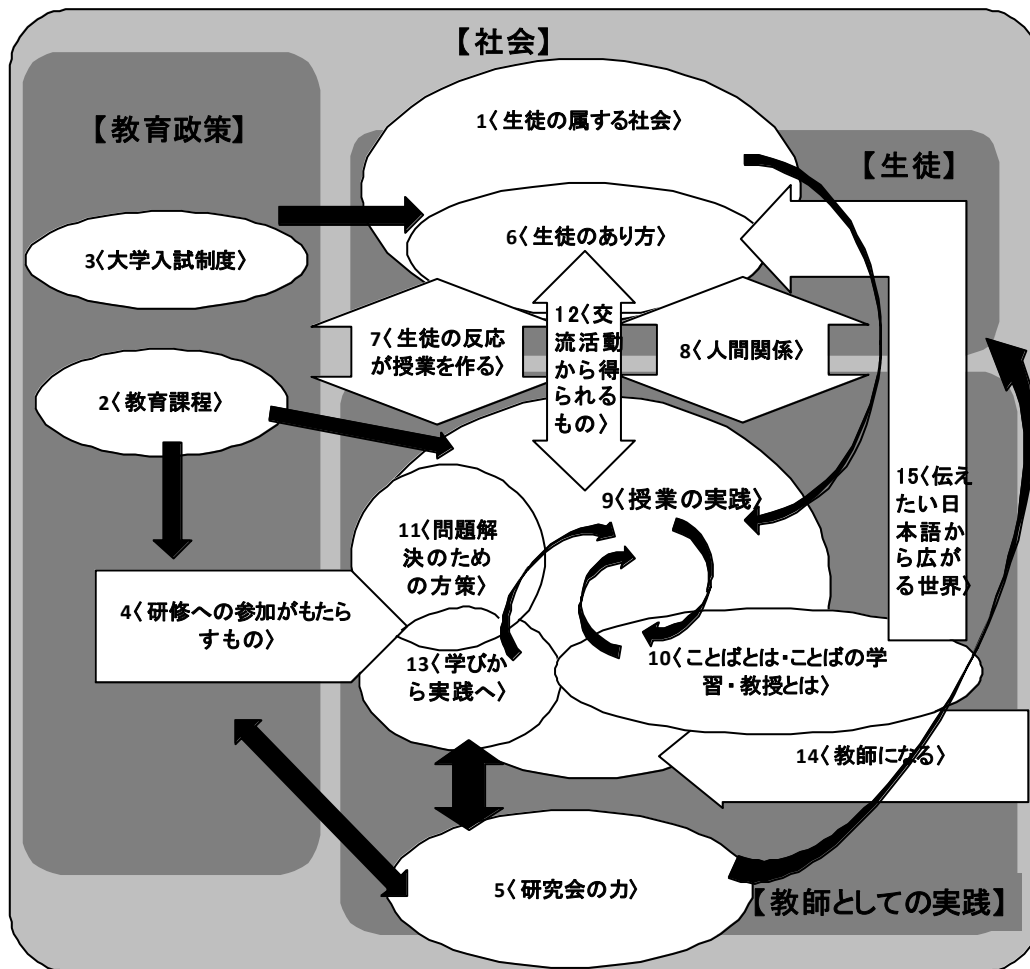 【社会】
【教育政策】
1〈生徒の属する社会〉
【生徒】
3〈大学入試制度〉
6〈生徒のあり方〉
7〈生徒の反応
が授業を作る〉
12〈交
流活動
から得
られる
もの〉
8〈人間関係〉
2〈教育課程〉
15〈伝え
たい日
本語か
ら広が
る世界〉
9〈授業の実践〉
11〈問題解
決のため
の方策〉
4〈研修への参加がもたら
すもの〉
13〈学びか
ら実践へ〉
10〈ことばとは・ことばの学
習・教授とは〉
14〈教師になる〉
5〈研究会の力〉
【教師としての実践】